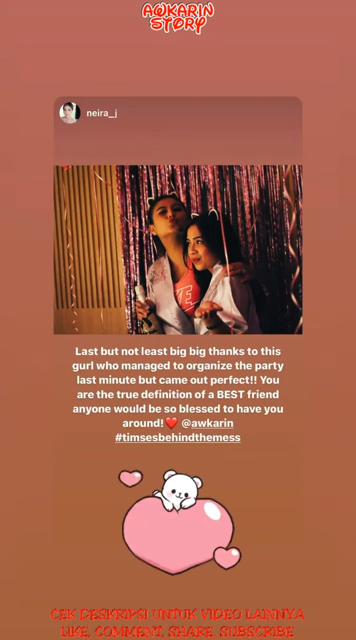 AWKARIN
STORY
neira_j
Last but not least big big thanks to this
gurl who managed to organize the party
last minute but came out perfect!! You
are the true definition of a BEST friend
anyone would be so blessed to have you
around!❤️ @awkarin
#timsesbehindthemess
CEK DESKRIPSI UNTUK VIDEO LAINNYA
LIKE, COMMENT, SHARE, SUBSCRIBE